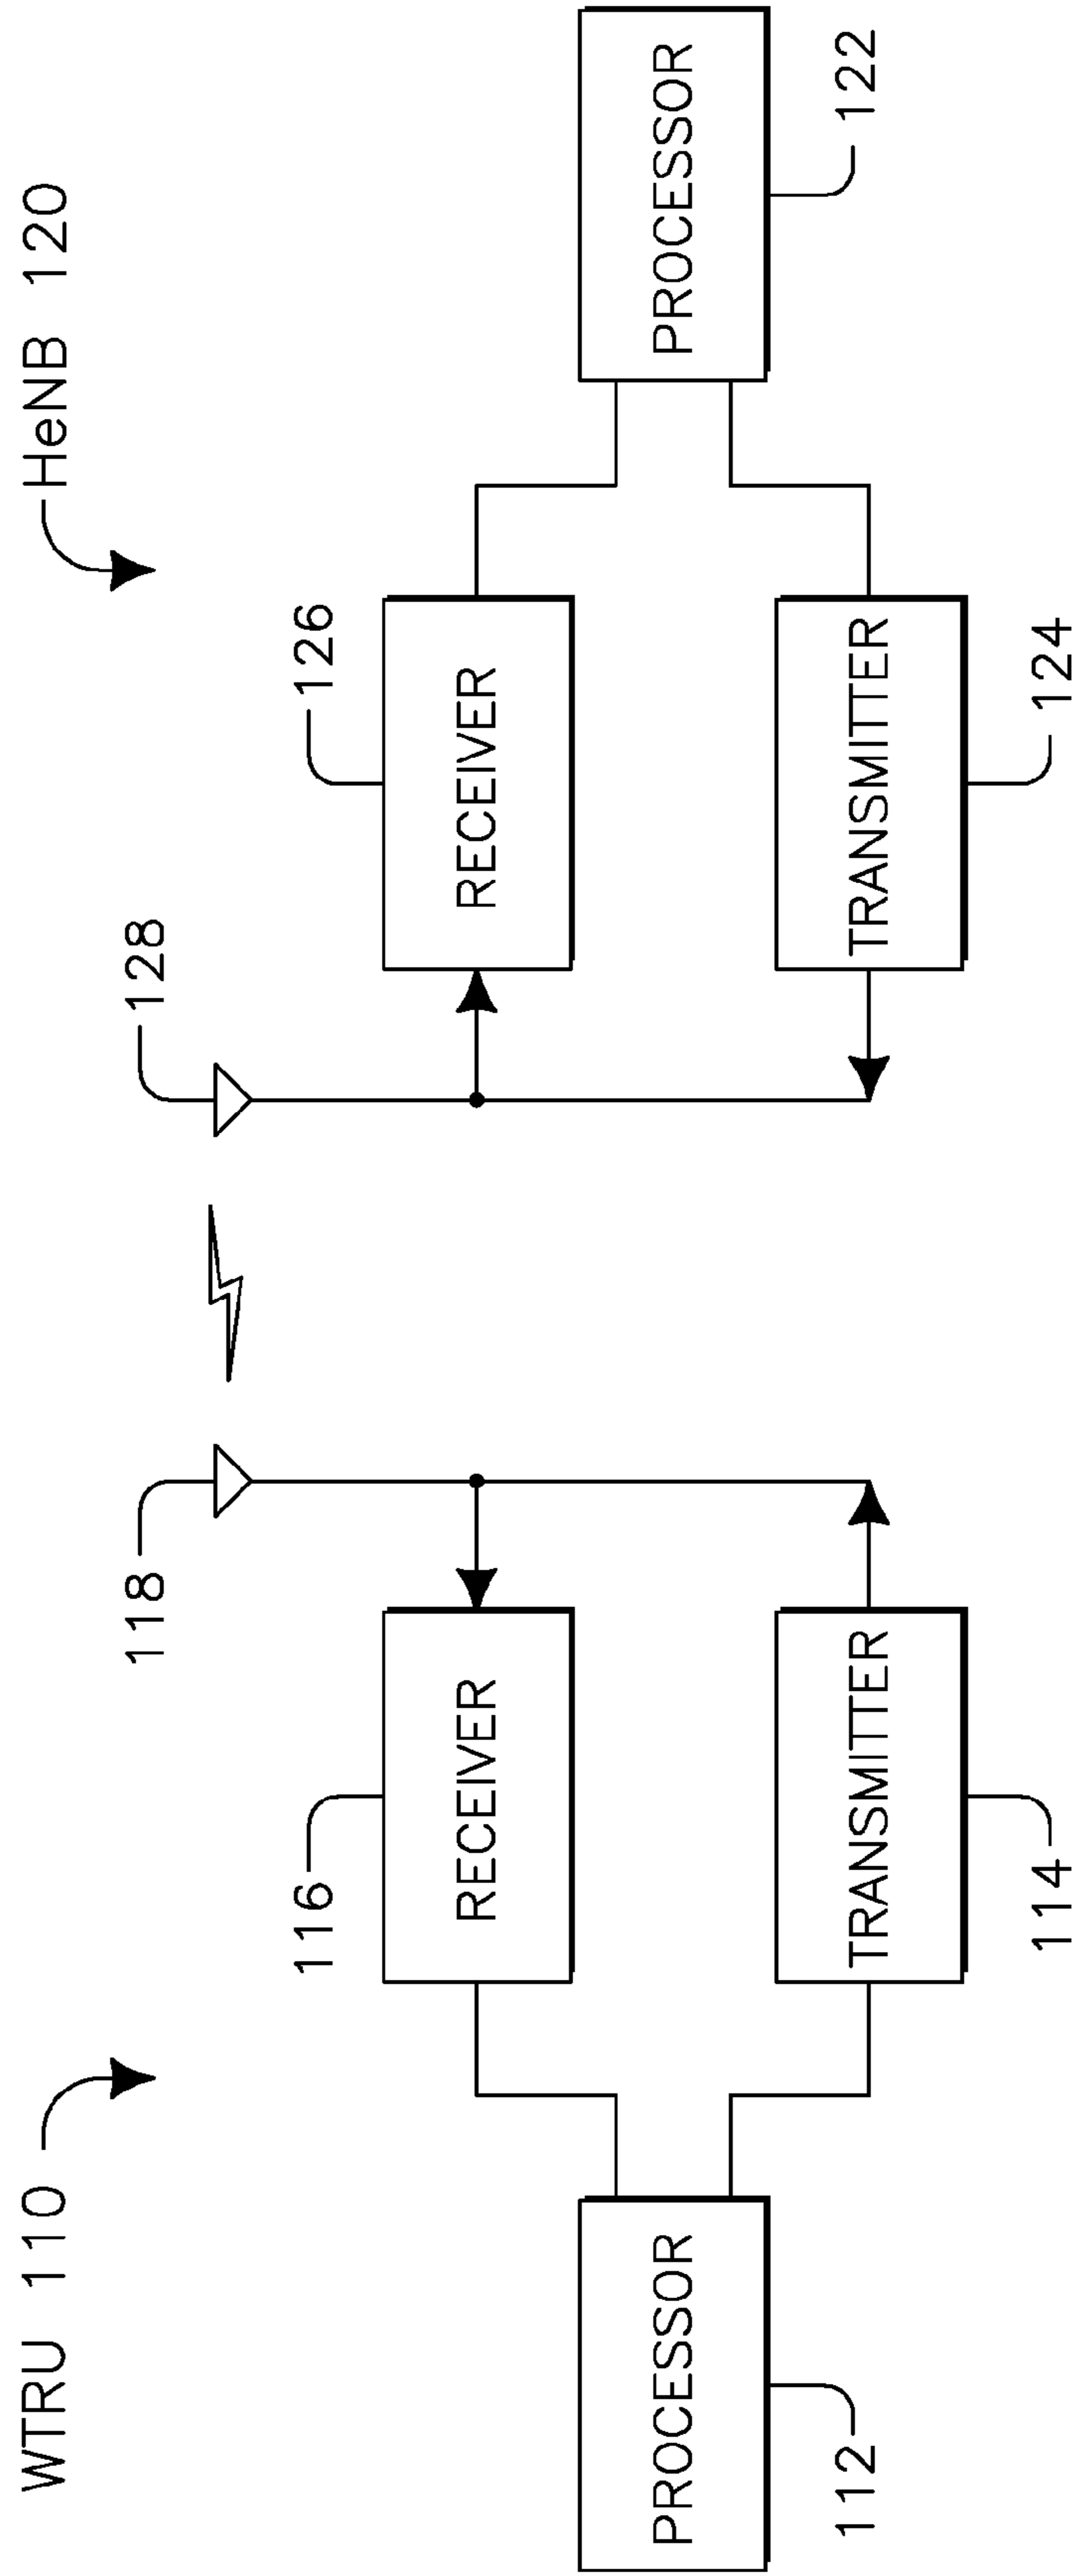 WTRU 110
HeNB 120
118
128
116
126
RECEIVER
RECEIVER
PROCESSOR
PROCESSOR
112
122
TRANSMITTER
TRANSMITTER
114
124